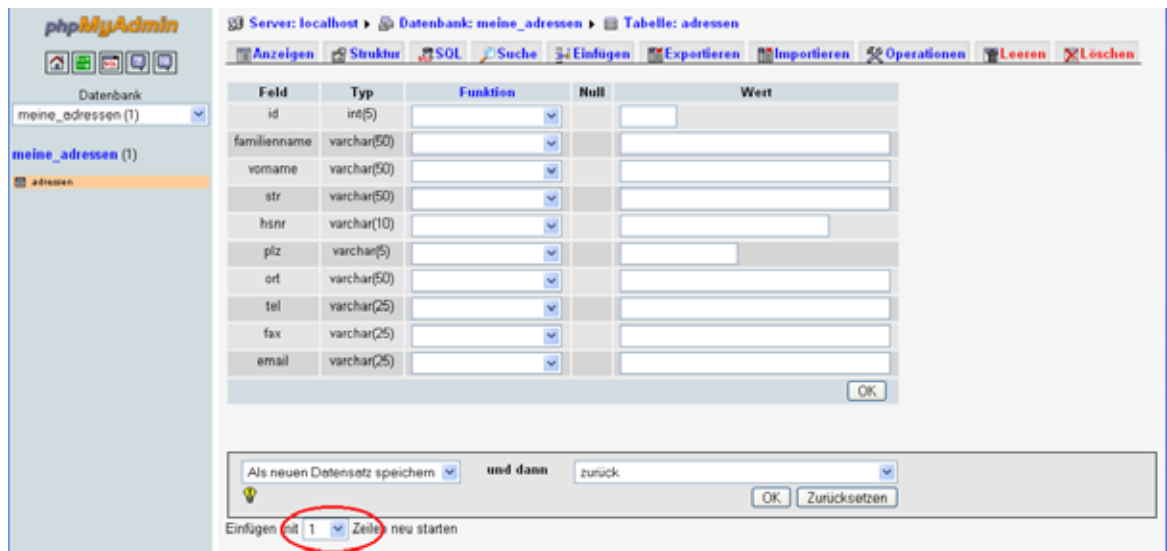 phpMyAdmin
Datenbank
meine_adressen (1)
meine_adressen (1)
adressen
Server: localhost ▸ Datenbank: meine_adressen ▸ Tabelle: adressen
Anzeigen Struktur SQL Suche Einfügen Exportieren Importieren Operationen Leeren Löschen
Feld Typ Funktion Null Wert
id int(5)
familienname varchar(50)
vorname varchar(50)
str varchar(50)
hsnr varchar(10)
plz varchar(5)
ort varchar(50)
tel varchar(25)
fax varchar(25)
email varchar(25)
OK
Als neuen Datensatz speichern und dann zurück
OK Zurücksetzen
Einfügen mit 1 Zeilen neu starten